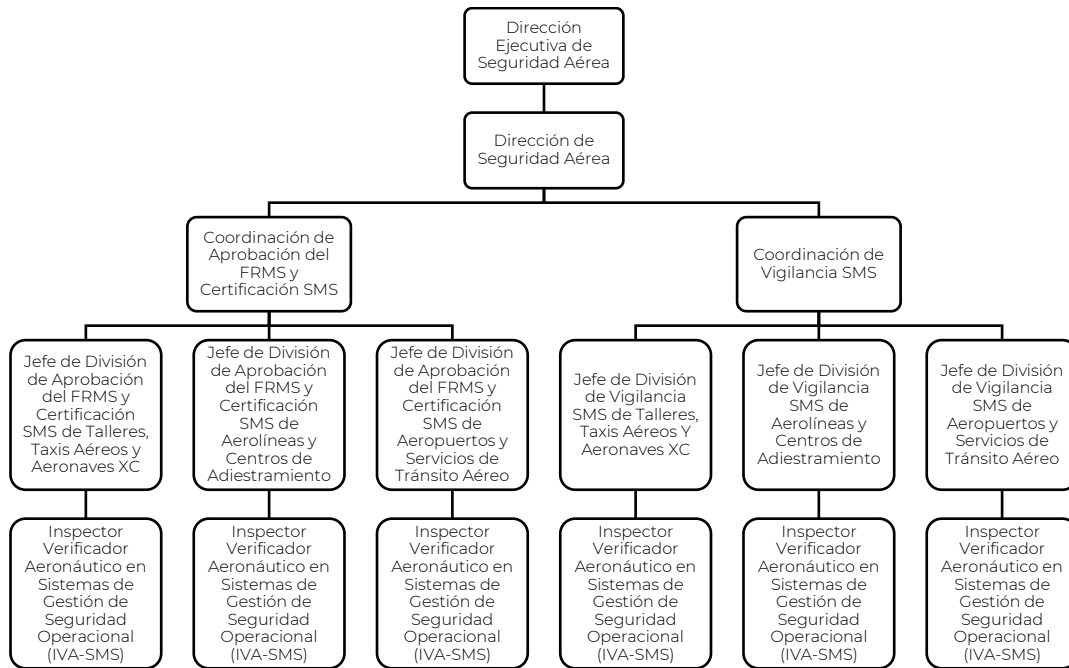 Dirección
Ejecutiva de
Seguridad Aérea
Dirección de
Seguridad Aérea
Coordinación de
Aprobación del
FRMS y
Certificación SMS
Coordinación de
Vigilancia SMS
Jefe de División
de Aprobación
del FRMS y
Certificación
SMS de Talleres,
Taxis Aéreos y
Aeronaves XC
Jefe de División
de Aprobación
del FRMS y
Certificación
SMS de
Aerolíneas y
Centros de
Adiestramiento
Jefe de División
de Aprobación
del FRMS y
Certificación
SMS de
Aeropuertos y
Servicios de
Tránsito Aéreo
Jefe de División
de Vigilancia
SMS de Talleres,
Taxis Aéreos Y
Aeronaves XC
Jefe de División
de Vigilancia
SMS de
Aerolíneas y
Centros de
Adiestramiento
Jefe de División
de Vigilancia
SMS de
Aeropuertos y
Servicios de
Tránsito Aéreo
Inspector
Verificador
Aeronáutico en
Sistemas de
Gestión de
Seguridad
Operacional
(IVA-SMS)
Inspector
Verificador
Aeronáutico en
Sistemas de
Gestión de
Seguridad
Operacional
(IVA-SMS)
Inspector
Verificador
Aeronáutico en
Sistemas de
Gestión de
Seguridad
Operacional
(IVA-SMS)
Inspector
Verificador
Aeronáutico en
Sistemas de
Gestión de
Seguridad
Operacional
(IVA-SMS)
Inspector
Verificador
Aeronáutico en
Sistemas de
Gestión de
Seguridad
Operacional
(IVA-SMS)
Inspector
Verificador
Aeronáutico en
Sistemas de
Gestión de
Seguridad
Operacional
(IVA-SMS)